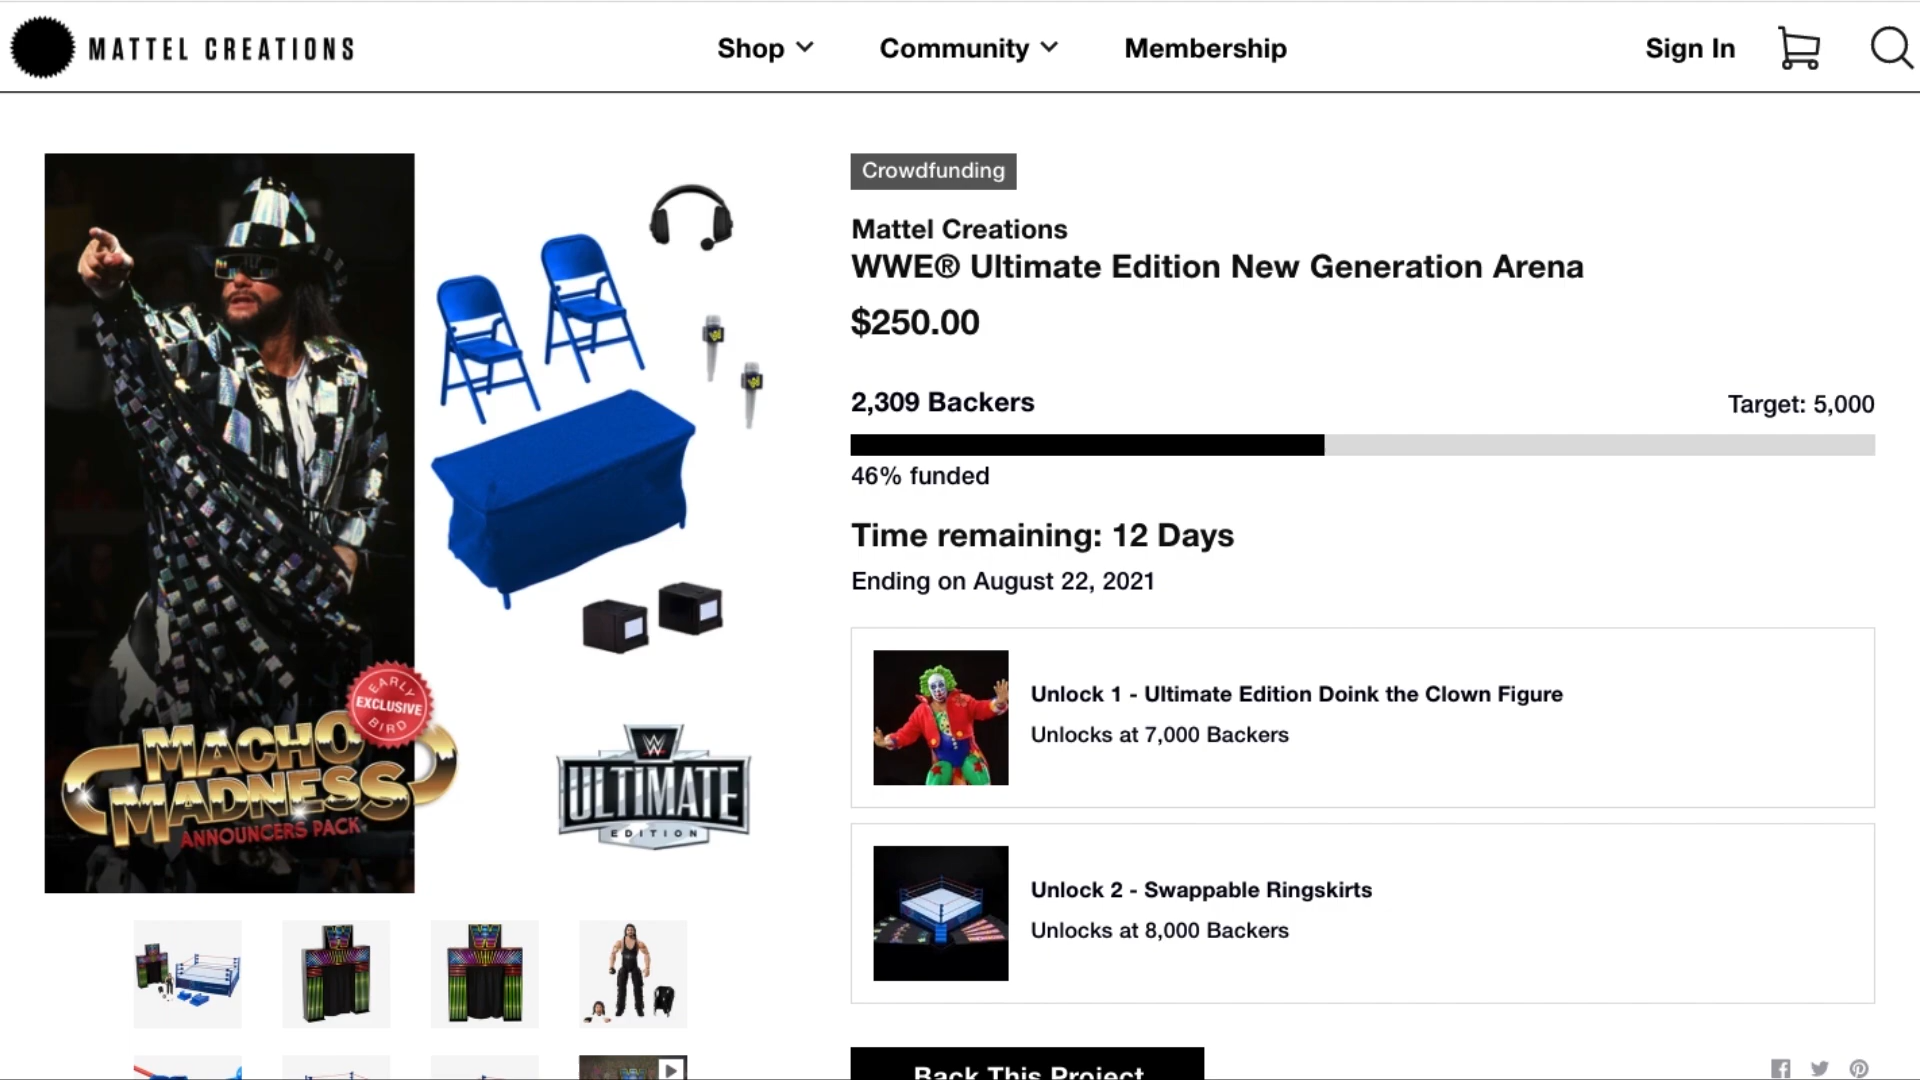 MATTEL CREATIONS
Shop
Community
Membership
Sign In
EARLY
EXCLUSIVE
BIRD
MACHO
MADNESS
ANNOUNCERS PACK
W
ULTIMATE
EDITION
Crowdfunding
Mattel Creations
WWE® Ultimate Edition New Generation Arena
$250.00
2,309 Backers
Target: 5,000
46% funded
Time remaining: 12 Days
Ending on August 22, 2021
Unlock 1 - Ultimate Edition Doink the Clown Figure
Unlocks at 7,000 Backers
Unlock 2 - Swappable Ringskirts
Unlocks at 8,000 Backers
Back This Project